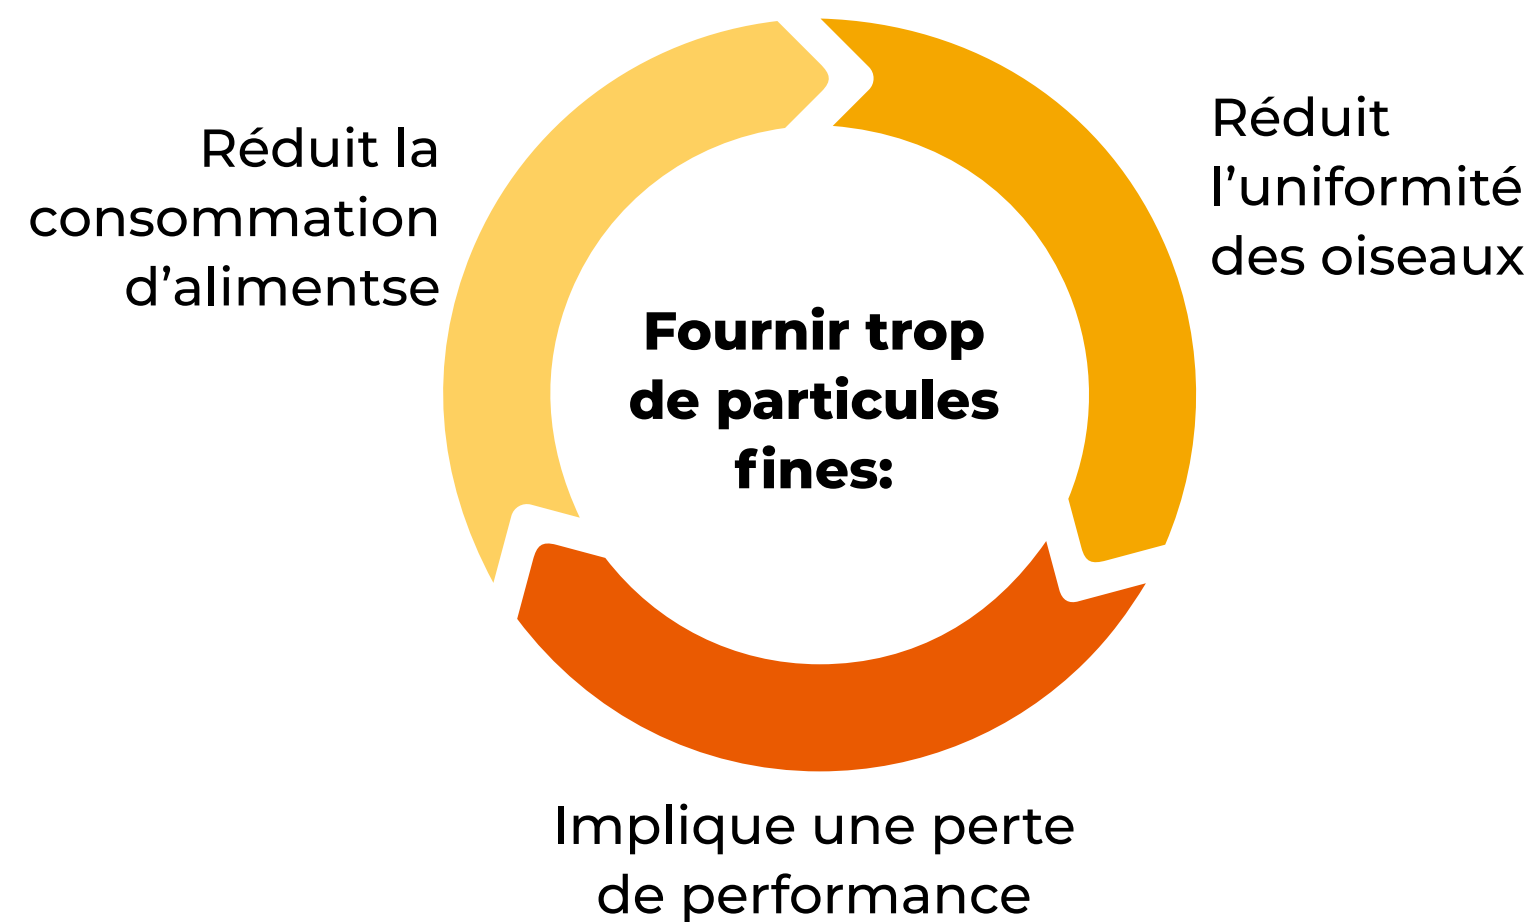 Réduit la
consommation
d’alimentse
Réduit
l’uniformité
des oiseaux
Fournir trop
de particules
fines:
Implique une perte
de performance